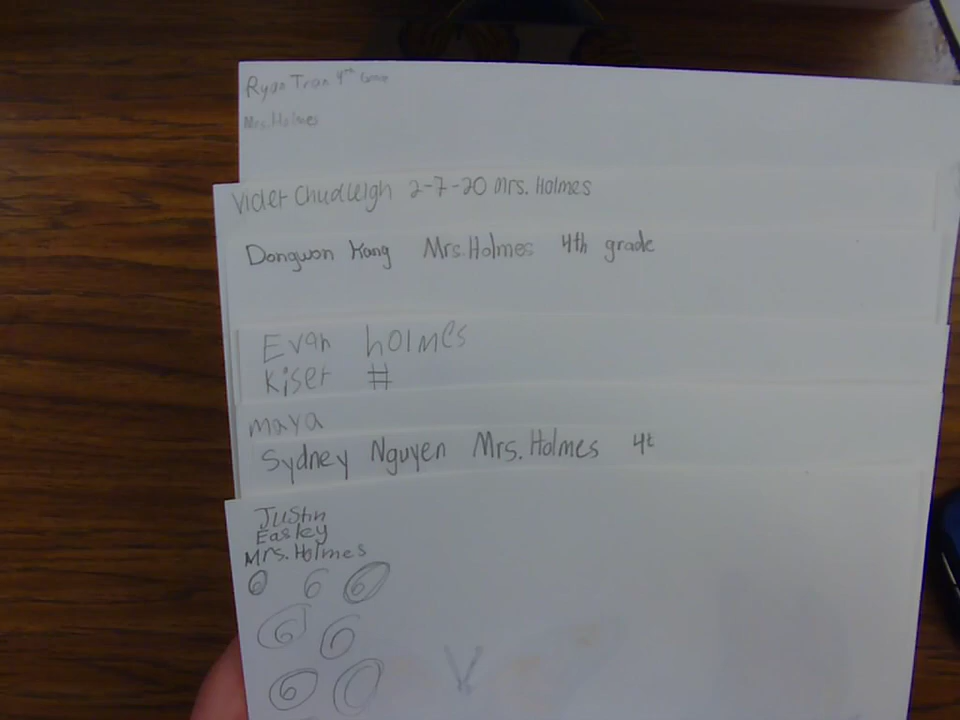 Ryan Tran 4th Grade
Mrs. Holmes
Violet Chudleigh 2-7-20 Mrs. Holmes
Dongwon Kang Mrs. Holmes 4th grade
Evan holmes
Kiser #
maya
Sydney Nguyen Mrs. Holmes 4t
Justin
Easley
Mrs. Holmes
6 6 6
6 6
6
V